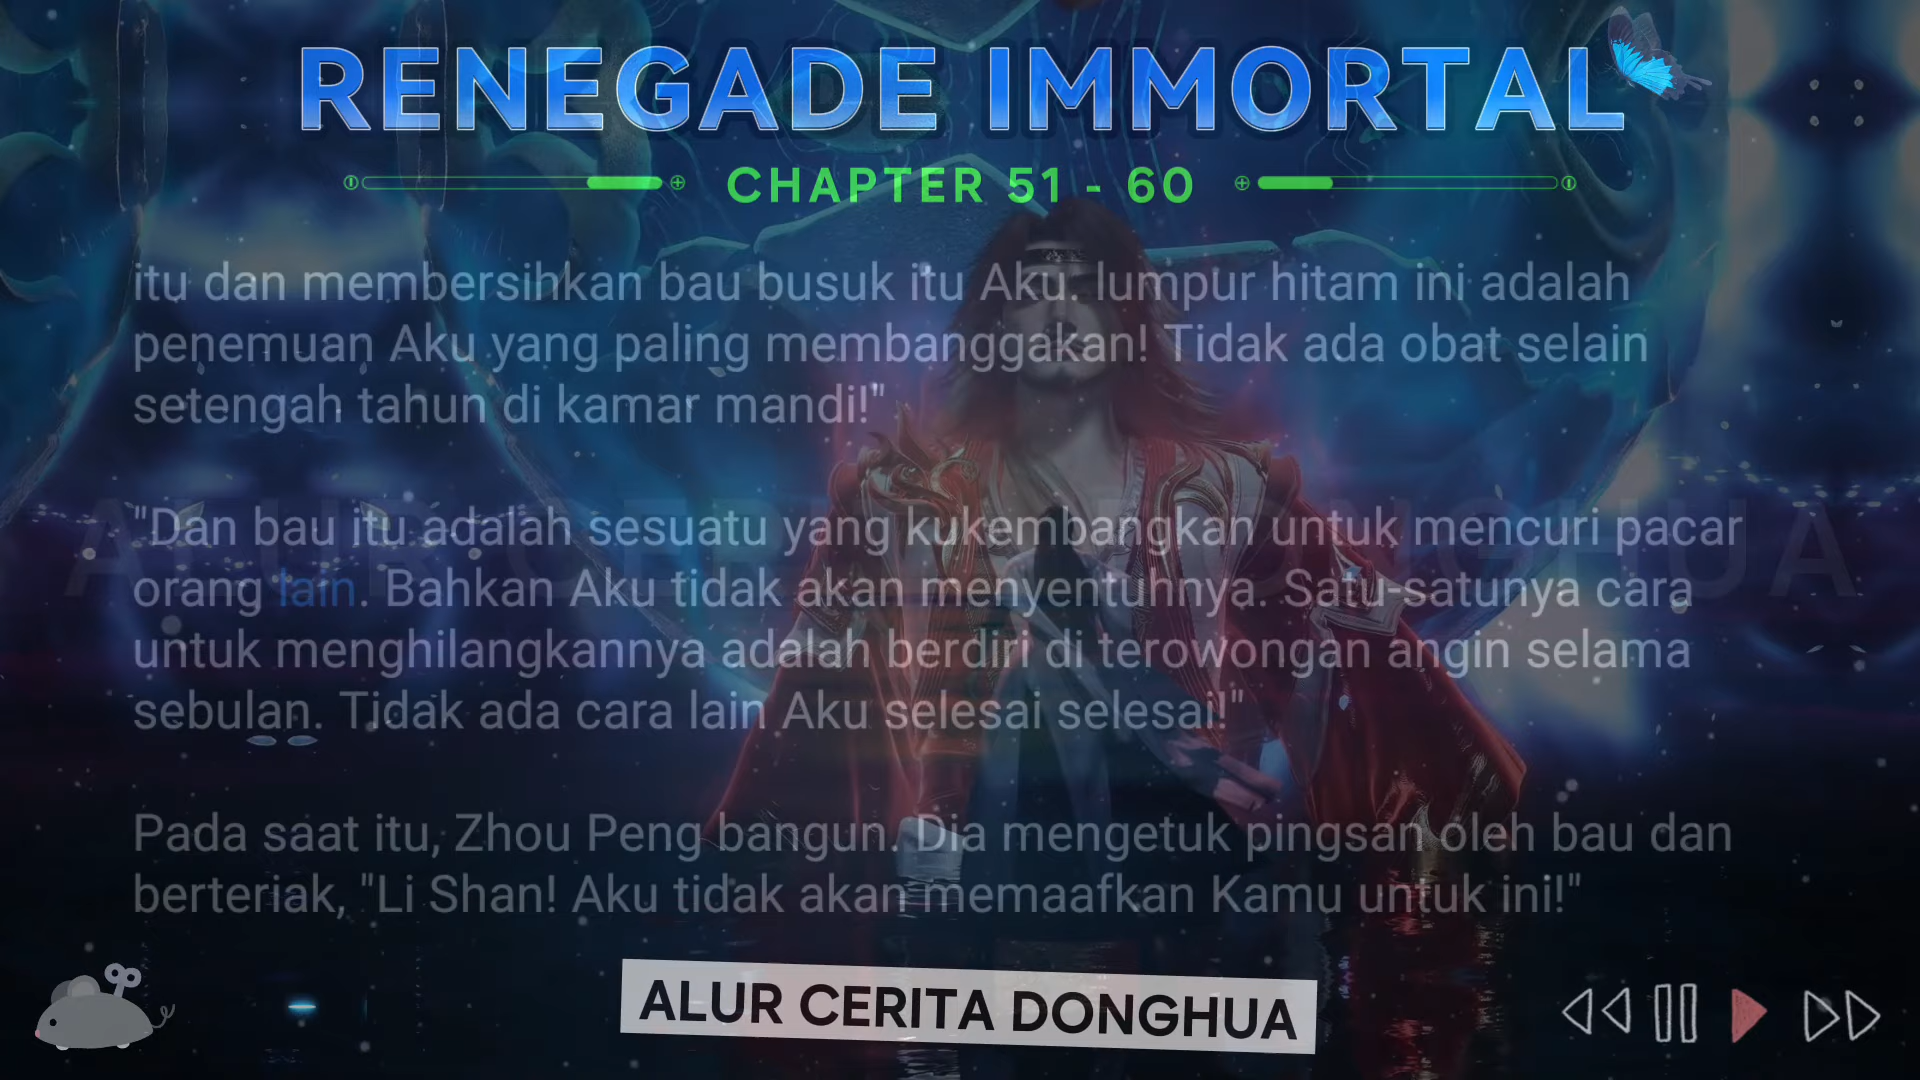 RENEGADE IMMORTAL
CHAPTER 51 - 60
itu dan membersihkan bau busuk itu Aku. lumpur hitam ini adalah
penemuan Aku yang paling membanggakan! Tidak ada obat selain
setengah tahun di kamar mandi!"
"Dan bau itu adalah sesuatu yang kukembangkan untuk mencuri pacar
orang lain. Bahkan Aku tidak akan menyentuhnya. Satu-satunya cara
untuk menghilangkannya adalah berdiri di terowongan angin selama
sebulan. Tidak ada cara lain Aku selesai selesai!"
Pada saat itu, Zhou Peng bangun. Dia mengetuk pingsan oleh bau dan
berteriak, "Li Shan! Aku tidak akan memaafkan Kamu untuk ini!"
ALUR CERITA DONGHUA
ALUR CERITA DONGHUA